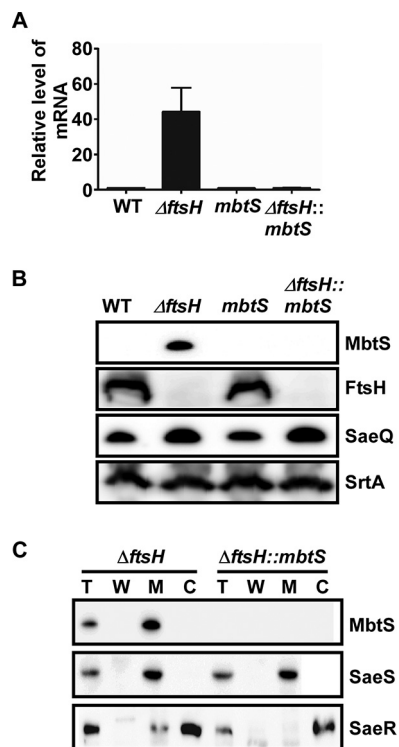 A
Relative level of
mRNA
80
60
40
20
0
WT ΔftsH mbtS ΔftsH::
mbtS
B
WT ΔftsH mbtS ΔftsH::
mbtS
MbtS
FtsH
SaeQ
SrtA
C
ΔftsH ΔftsH::mbtS
T W M C T W M C
MbtS
SaeS
SaeR